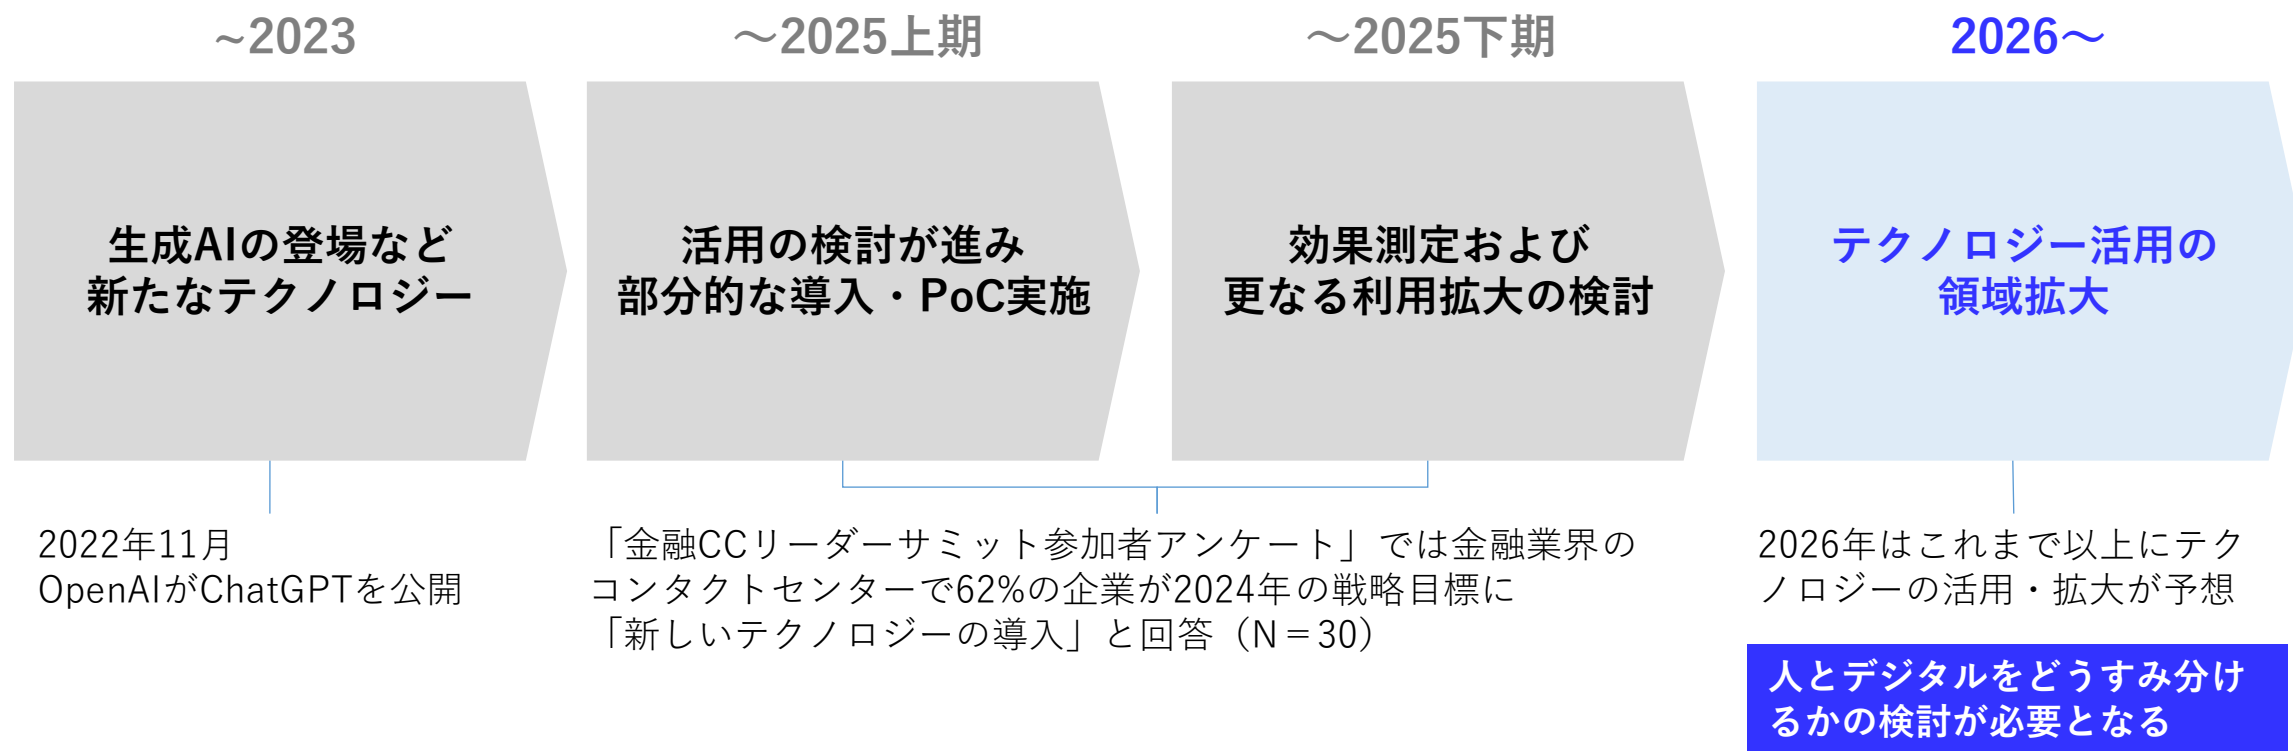 ~2023
生成AIの登場など
新たなテクノロジー
2022年11月
OpenAIがChatGPTを公開
～2025上期
活用の検討が進み
部分的な導入・PoC実施
～2025下期
効果測定および
更なる利用拡大の検討
「金融CCリーダーサミット参加者アンケート」では金融業界の
コンタクトセンターで62%の企業が2024年の戦略目標に
「新しいテクノロジーの導入」と回答（N＝30）
2026～
テクノロジー活用の
領域拡大
2026年はこれまで以上にテク
ノロジーの活用・拡大が予想
人とデジタルをどうすみ分け
るかの検討が必要となる